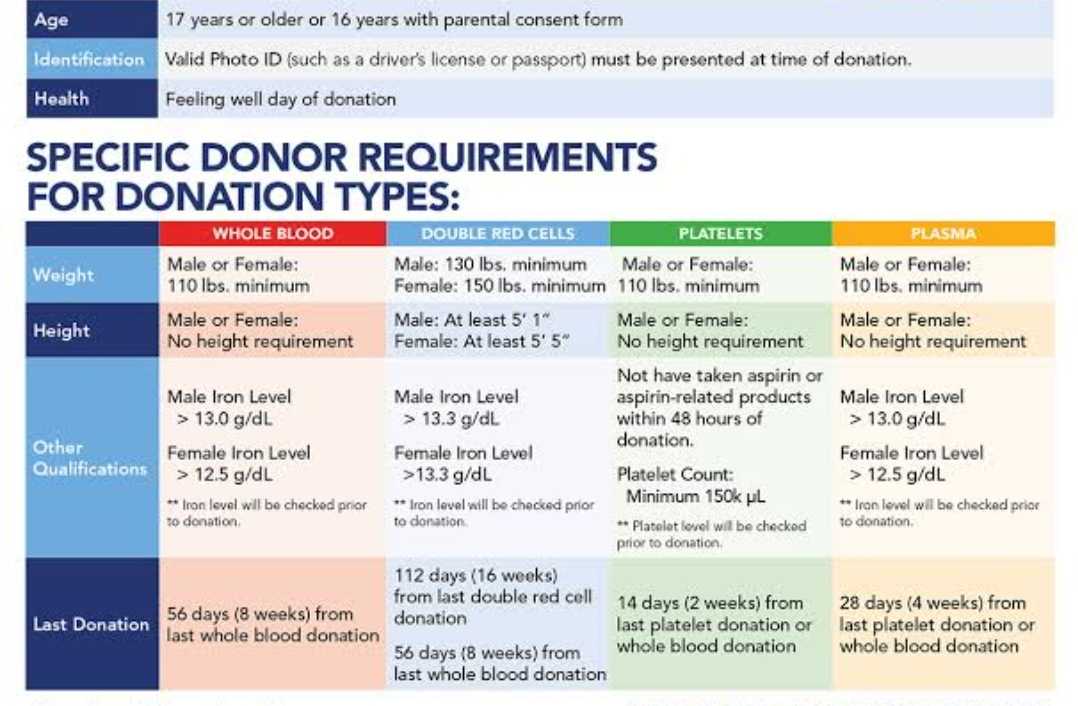 Age
17 years or older or 16 years with parental consent form
Identification
Valid Photo ID (such as a driver's license or passport) must be presented at time of donation.
Health
Feeling well day of donation
SPECIFIC DONOR REQUIREMENTS
FOR DONATION TYPES:
WHOLE BLOOD
DOUBLE RED CELLS
PLATELETS
PLASMA
Weight
Male or Female:
110 lbs. minimum
Male: 130 lbs. minimum
Female: 150 lbs. minimum
Male or Female:
110 lbs. minimum
Male or Female:
110 lbs. minimum
Height
Male or Female:
No height requirement
Male: At least 5' 1"
Female: At least 5' 5"
Male or Female:
No height requirement
Male or Female:
No height requirement
Other
Qualifications
Male Iron Level
> 13.0 g/dL
Female Iron Level
> 12.5 g/dL
** Iron level will be checked prior
to donation.
Male Iron Level
> 13.3 g/dL
Female Iron Level
>13.3 g/dL
** Iron level will be checked prior
to donation.
Not have taken aspirin or
aspirin-related products
within 48 hours of
donation.
Platelet Count:
Minimum 150k μL
** Platelet level will be checked
prior to donation.
Male Iron Level
> 13.0 g/dL
Female Iron Level
> 12.5 g/dL
** Iron level will be checked prior
to donation.
Last Donation
56 days (8 weeks) from
last whole blood donation
112 days (16 weeks)
from last double red cell
donation
56 days (8 weeks) from
last whole blood donation
14 days (2 weeks) from
last platelet donation or
whole blood donation
28 days (4 weeks) from
last platelet donation or
whole blood donation